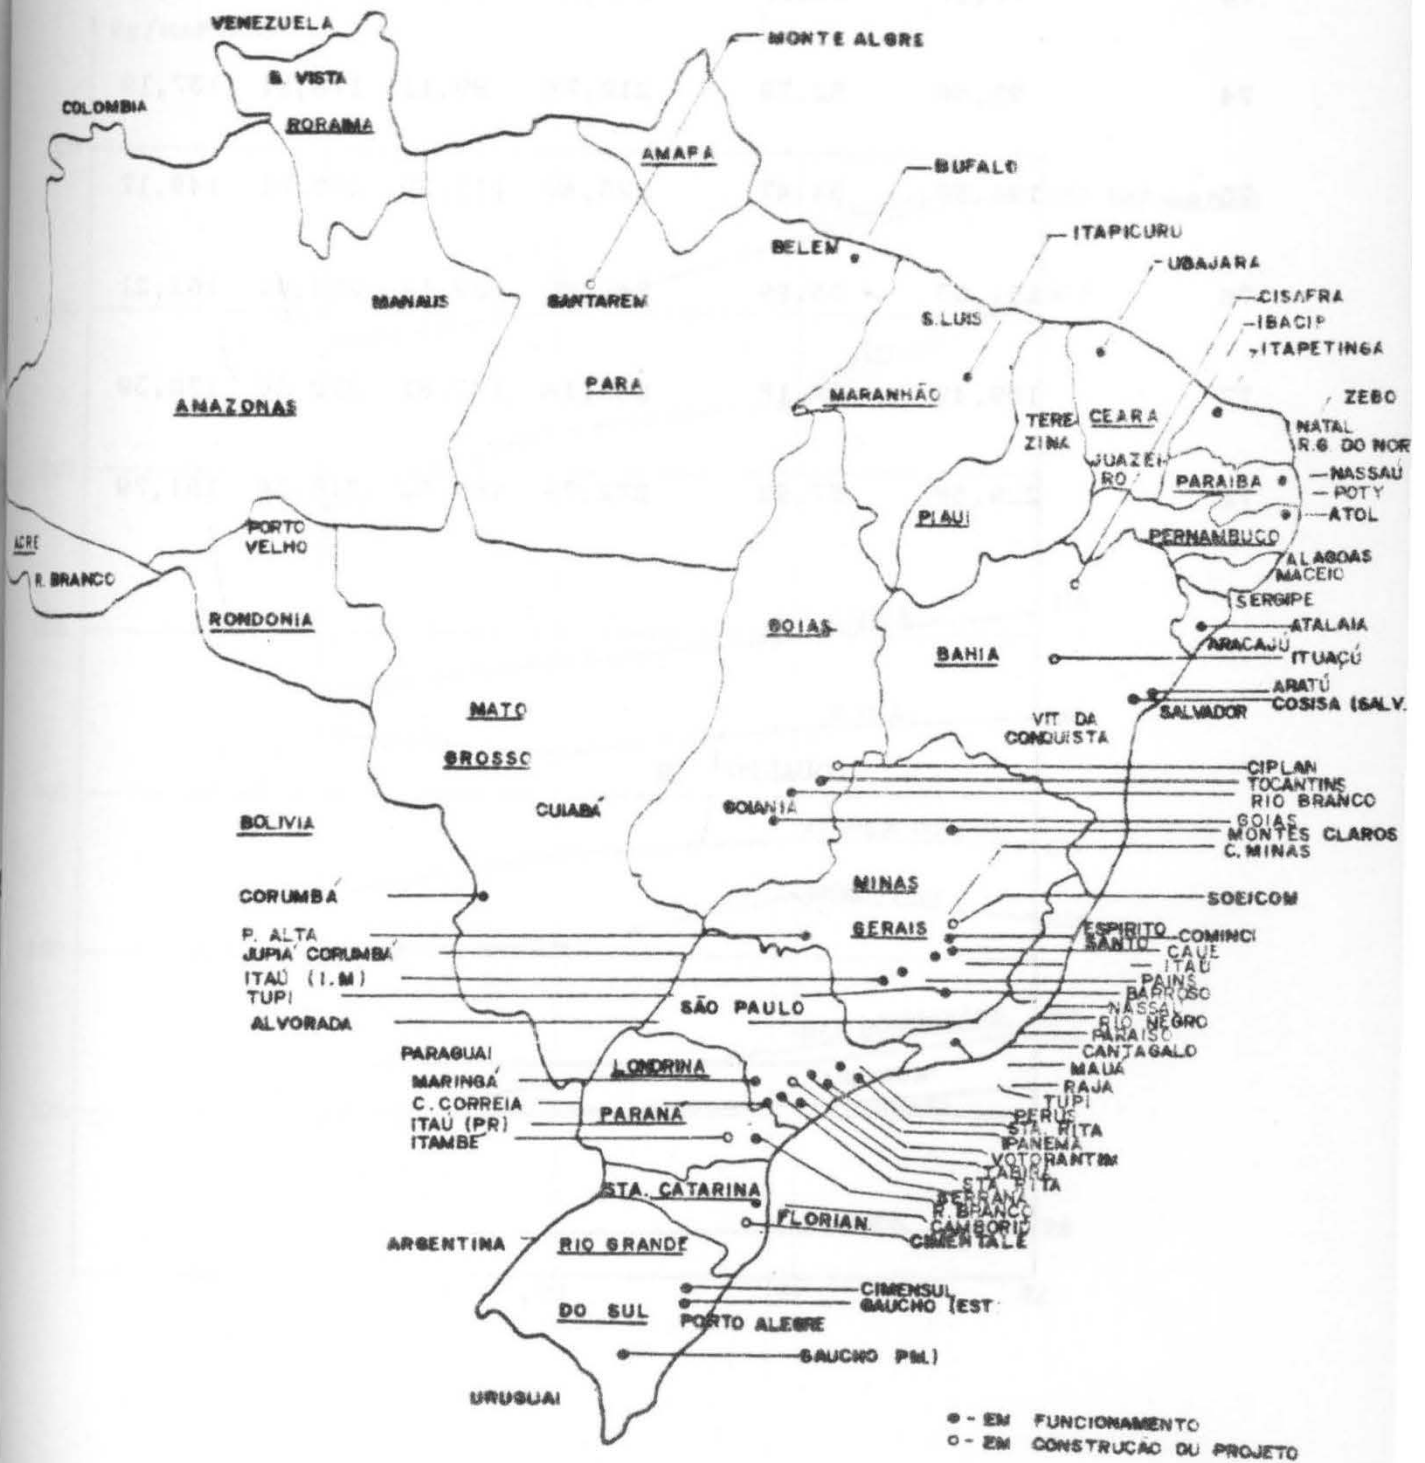 VENEZUELA
MONTE ALGRE
B. VISTA
COLOMBIA
RORAIMA
AMAPA
BUFALO
ITAPICURU
BELEM
UBAJARA
CISAFRA
MANAUS
SANTAREM
S.LUIS
IBACIP
ITAPETINGA
PARÁ
MARANHÃO
ZEBO
AMAZONAS
TERE
ZINA
CEARA
NATAL
R.G. DO NOR
JUAZEI
RO
PARAIBA
NASSAÚ
POTY
ATOL
PIAUI
PORTO
VELHO
PERNAMBUCO
ACRE
R. BRANCO
ALAGOAS
MACEIO
SERGIPE
RONDONIA
GOIAS
ATALAIA
ARACAJÚ
BAHIA
ITUAÇÚ
ARATÚ
COSISA (SALV.
SALVADOR
MATO
GROSSO
VIT DA
CONQUISTA
CIPLAN
TOCANTINS
RIO BRANCO
CUIABÁ
GOIANIA
BOLIVIA
GOIAS
MONTES CLAROS
C. MINAS
MINAS
GERAIS
CORUMBÁ
SOEICOM
P. ALTA
ESPIRITO
SANTO
COMINCI
JUPIÁ CORUMBÁ
CAUE
ITAÚ
ITAÚ (I.M)
PAINS
TUPI
BARROSO
SÃO PAULO
NASSAU
ALVORADA
RIO NEGRO
PARAISO
CANTAGALO
PARAGUAI
LONDRINA
MAUÁ
MARINGÁ
RAJA
C. CORREIA
TUPI
PARANÁ
PERUS
ITAÚ (PR)
STA. RITA
ITAMBÉ
IPANEMA
VOTORANTIM
TABIRA
STA. RITA
STA. CATARINA
SERRANA
R. BRANCO
FLORIAN.
CAMBORIÚ
CIMENTALE
ARGENTINA
RIO GRANDE
DO SUL
CIMENSUL
GAUCHO (EST
PORTO ALEGRE
GAUCHO (PM.)
URUGUAI
● - EM FUNCIONAMENTO
○ - EM CONSTRUCÃO OU PROJETO